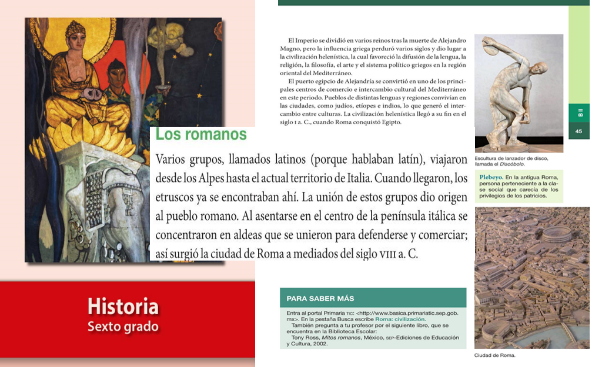 El Imperio se dividió en varios reinos tras la muerte de Alejandro
Magno, pero la influencia griega perduró varios siglos y dio lugar a
la civilización helenística, la cual favoreció la difusión de la lengua, la
religión, la filosofía, el arte y el sistema político griegos en la región
oriental del Mediterráneo.
El puerto egipcio de Alejandría se convirtió en uno de los princi-
pales centros de comercio e intercambio cultural del Mediterráneo
en este periodo. Pueblos de distintas lenguas y regiones convivían en
las ciudades, como judíos, etíopes e indios, lo que generó el inter-
cambio entre culturas. La civilización helenística llegó a su fin en el
siglo I a. C., cuando Roma conquistó Egipto.
Los romanos
Varios grupos, llamados latinos (porque hablaban latín), viajaron
desde los Alpes hasta el actual territorio de Italia. Cuando llegaron, los
etruscos ya se encontraban ahí. La unión de estos grupos dio origen
al pueblo romano. Al asentarse en el centro de la península itálica se
concentraron en aldeas que se unieron para defenderse y comerciar;
así surgió la ciudad de Roma a mediados del siglo VIII a. C.
Historia
Sexto grado
PARA SABER MÁS
Entra al portal Primaria TIC: <http://www.basica.primariatic.sep.gob.
mx>. En la pestaña Busca escribe Roma: civilización.
También pregunta a tu profesor por el siguiente libro, que se
encuentra en la Biblioteca Escolar:
Tony Ross, Mitos romanos, México, SEP-Ediciones de Educación
y Cultura, 2002.
45
Escultura de lanzador de disco,
llamada el Discóbolo.
Plebeyo. En la antigua Roma,
persona perteneciente a la cla-
se social que carecía de los
privilegios de los patricios.
Ciudad de Roma.